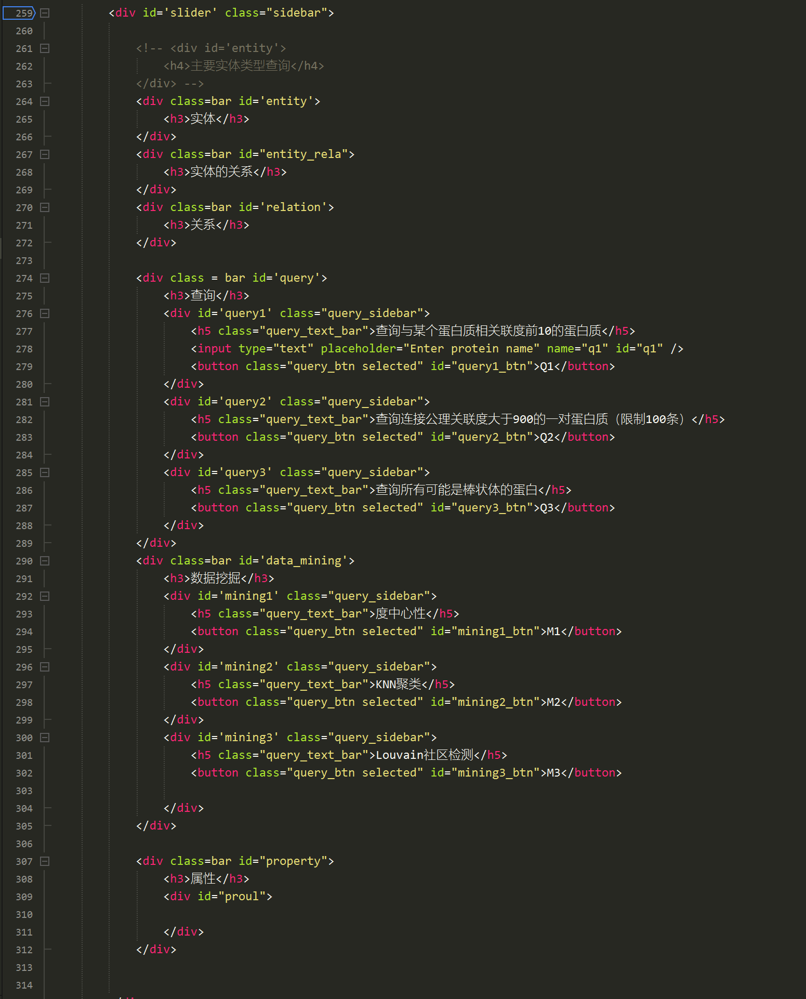 259 <div id='slider' class="sidebar">
260
261 <!-- <div id='entity'>
262 <h4>主要实体类型查询</h4>
263 </div> -->
264 <div class=bar id='entity'>
265 <h3>实体</h3>
266 </div>
267 <div class=bar id="entity_rela">
268 <h3>实体的关系</h3>
269 </div>
270 <div class=bar id='relation'>
271 <h3>关系</h3>
272 </div>
273
274 <div class = bar id='query'>
275 <h3>查询</h3>
276 <div id='query1' class="query_sidebar">
277 <h5 class="query_text_bar">查询与某个蛋白质相关联度前10的蛋白质</h5>
278 <input type="text" placeholder="Enter protein name" name="q1" id="q1" />
279 <button class="query_btn selected" id="query1_btn">Q1</button>
280 </div>
281 <div id='query2' class="query_sidebar">
282 <h5 class="query_text_bar">查询连接公理关联度大于900的一对蛋白质（限制100条）</h5>
283 <button class="query_btn selected" id="query2_btn">Q2</button>
284 </div>
285 <div id='query3' class="query_sidebar">
286 <h5 class="query_text_bar">查询所有可能是棒状体的蛋白</h5>
287 <button class="query_btn selected" id="query3_btn">Q3</button>
288 </div>
289 </div>
290 <div class=bar id='data_mining'>
291 <h3>数据挖掘</h3>
292 <div id='mining1' class="query_sidebar">
293 <h5 class="query_text_bar">度中心性</h5>
294 <button class="query_btn selected" id="mining1_btn">M1</button>
295 </div>
296 <div id='mining2' class="query_sidebar">
297 <h5 class="query_text_bar">KNN聚类</h5>
298 <button class="query_btn selected" id="mining2_btn">M2</button>
299 </div>
300 <div id='mining3' class="query_sidebar">
301 <h5 class="query_text_bar">Louvain社区检测</h5>
302 <button class="query_btn selected" id="mining3_btn">M3</button>
303
304 </div>
305 </div>
306
307 <div class=bar id="property">
308 <h3>属性</h3>
309 <div id="proul">
310
311 </div>
312 </div>
313
314